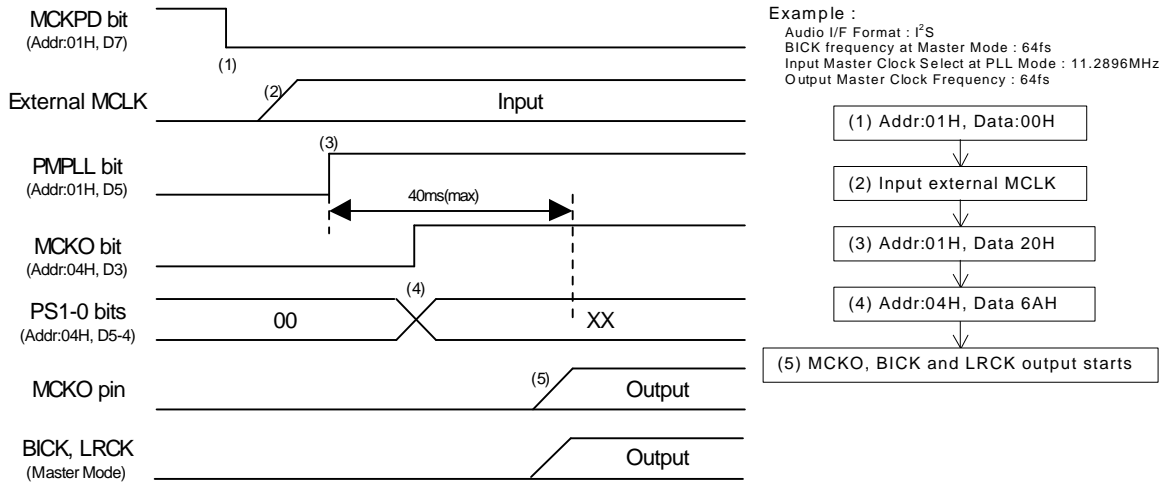 MCKPD bit
(Addr:01H, D7)
(1)
External MCLK
(2)
Input
(3)
PMPLL bit
(Addr:01H, D5)
40ms(max)
MCKO bit
(Addr:04H, D3)
(4)
PS1-0 bits
(Addr:04H, D5-4)
00
XX
MCKO pin
(5)
Output
BICK, LRCK
(Master Mode)
Output
Example :
Audio I/F Format : I²S
BICK frequency at Master Mode : 64fs
Input Master Clock Select at PLL Mode : 11.2896MHz
Output Master Clock Frequency : 64fs
(1) Addr:01H, Data:00H
(2) Input external MCLK
(3) Addr:01H, Data 20H
(4) Addr:04H, Data 6AH
(5) MCKO, BICK and LRCK output starts